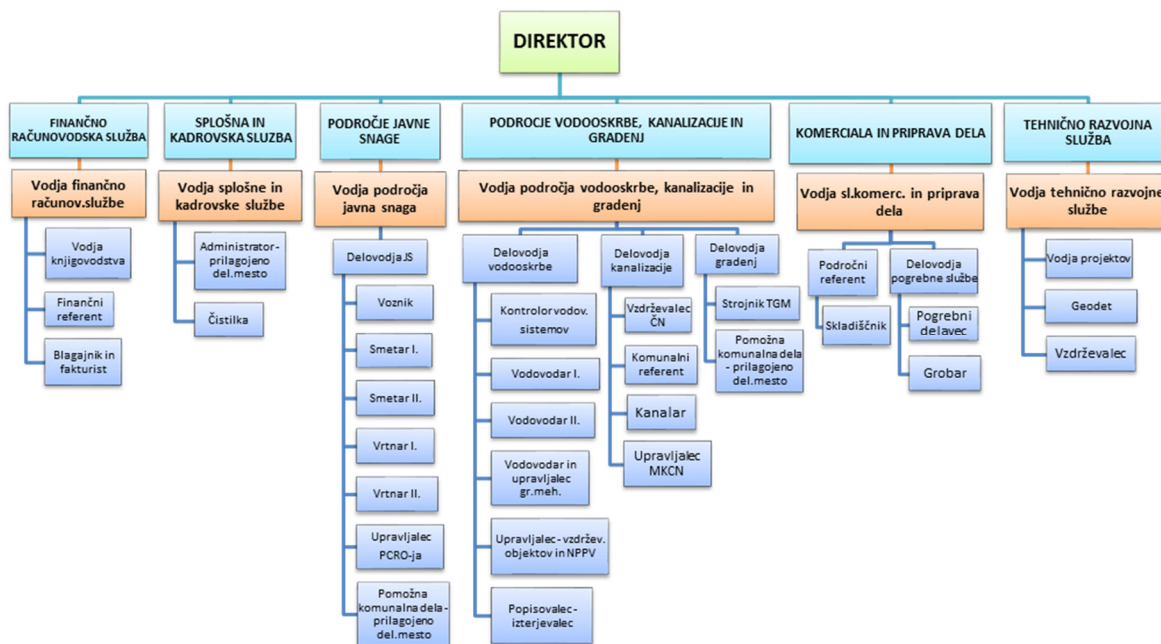 DIREKTOR
FINANČNO
RAČUNOVODSKA SLUŽBA
Vodja finančno
računov.službe
Vodja
knjigovodstva
Finančni
referent
Blagajnik in
fakturist
SPLOŠNA IN
KADROVSKA SLUZBA
Vodja splošne in
kadrovske službe
Administrator-
prilagojeno
del.mesto
Čistilka
PODROČJE JAVNE
SNAGE
Vodja področja
javna snaga
Delovodja JS
Voznik
Smetar I.
Smetar II.
Vrtnar I.
Vrtnar II.
Upravljalec
PCRO-ja
Pomožna
komunalna dela-
prilagojeno
del.mesto
PODROCJE VODOOSKRBE, KANALIZACIJE IN
GRADENJ
Vodja področja vodooskrbe, kanalizacije in
gradenj
Delovodja
vodooskrbe
Kontrolor vodov.
sistemov
Vodovodar I.
Vodovodar II.
Vodovodar in
upravljalec
gr.meh.
Upravljalec- vzdržev.
objektov in NPPV
Popisovalec-
izterjevalec
Delovodja
kanalizacije
Vzdrževalec
ČN
Komunalni
referent
Kanalar
Upravljalec
MKCN
Delovodja
gradenj
Strojnik TGM
Pomožna
komunalna dela
- prilagojeno
del.mesto
KOMERCIALA IN PRIPRAVA DELA
Vodja sl.komerc. in priprava
dela
Področni
referent
Skladiščnik
Delovodja
pogrebne službe
Pogrebni
delavec
Grobar
TEHNIČNO RAZVOJNA
SLUŽBA
Vodja tehnično razvojne
službe
Vodja projektov
Geodet
Vzdrževalec